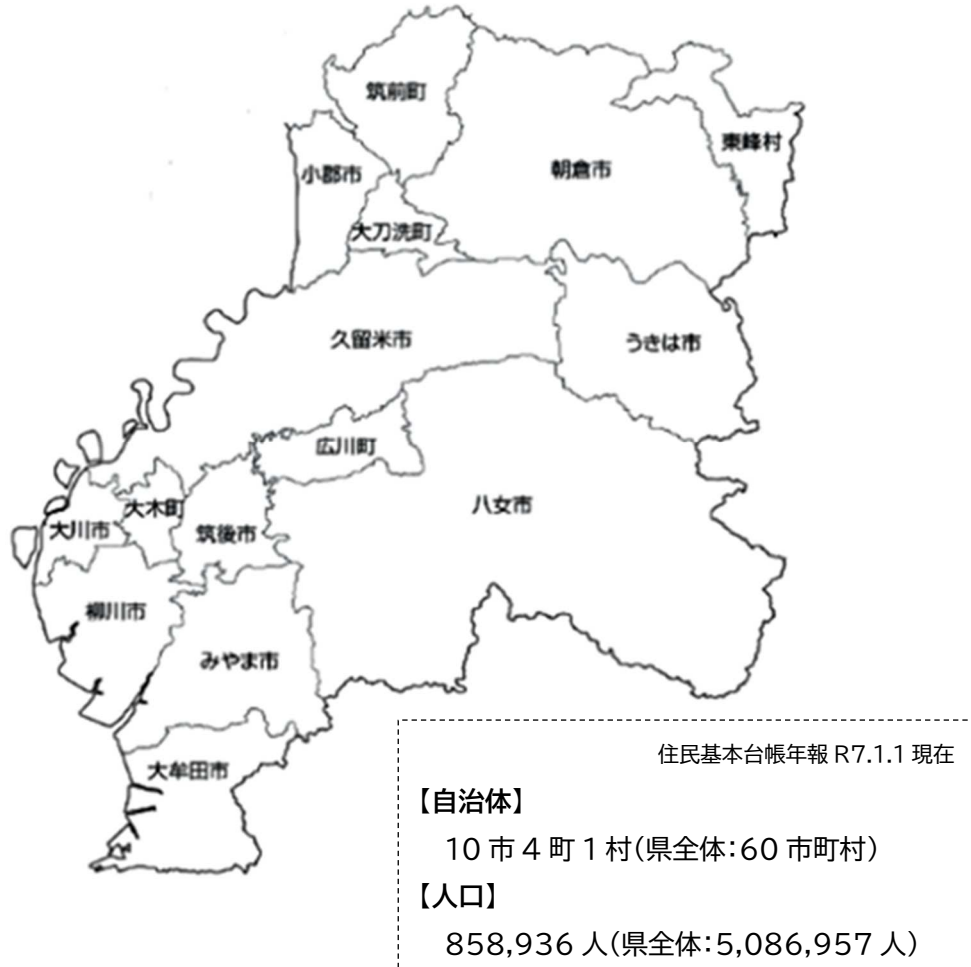 筑前町
東峰村
朝倉市
小郡市
大刀洗町
久留米市
うきは市
広川町
八女市
大木町
大川市
筑後市
柳川市
みやま市
大牟田市
住民基本台帳年報 R7.1.1 現在
【自治体】
10 市 4 町 1 村(県全体:60 市町村)
【人口】
858,936 人(県全体:5,086,957 人)